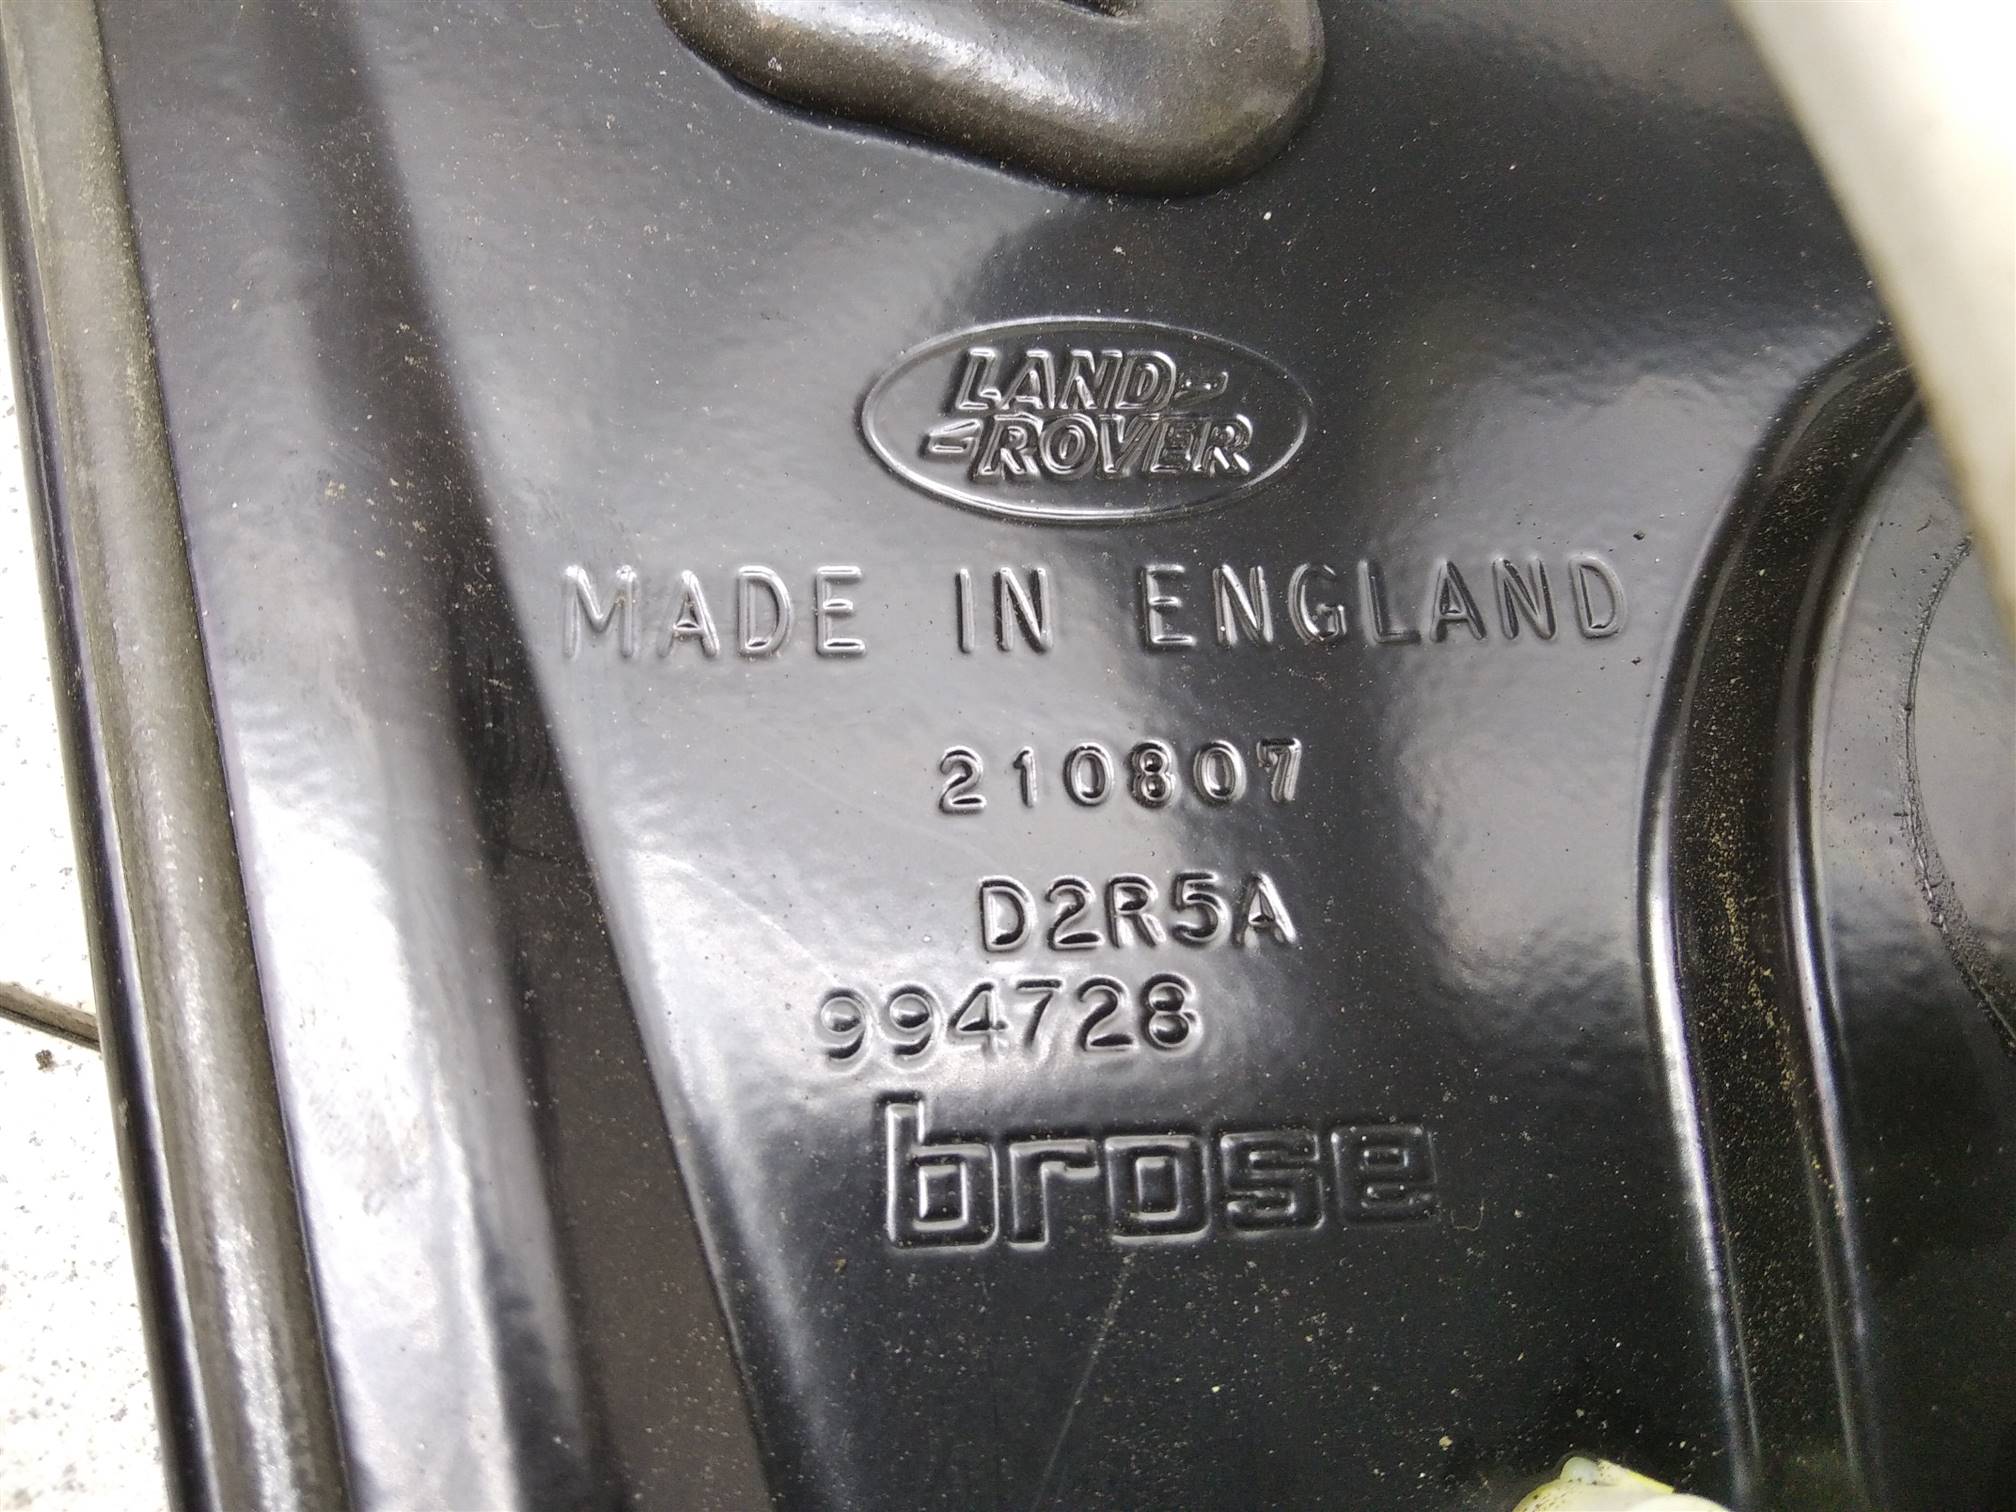 LAND-
-ROVER
MADE IN ENGLAND
210807
D2R5A
994728
brose